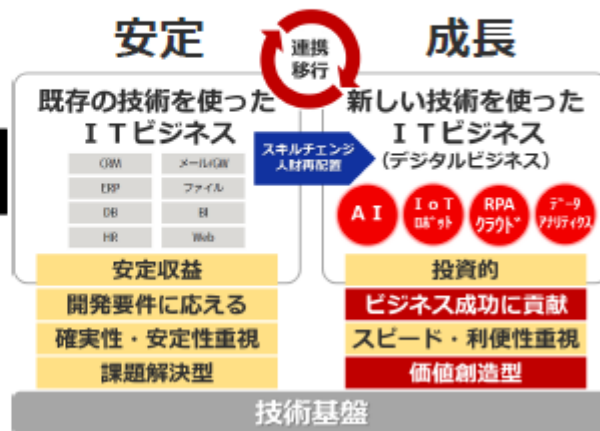 安定
連携
移行
成長
既存の技術を使った
ITビジネス
CRM
メール/GW
ERP
ファイル
DB
BI
HR
Web
スキルチェンジ
人財再配置
新しい技術を使った
ITビジネス
(デジタルビジネス)
AI
IoT
ロボット
RPA
クラウド
データ
アナリティクス
安定収益
開発要件に応える
確実性・安定性重視
課題解決型
投資的
ビジネス成功に貢献
スピード・利便性重視
価値創造型
技術基盤